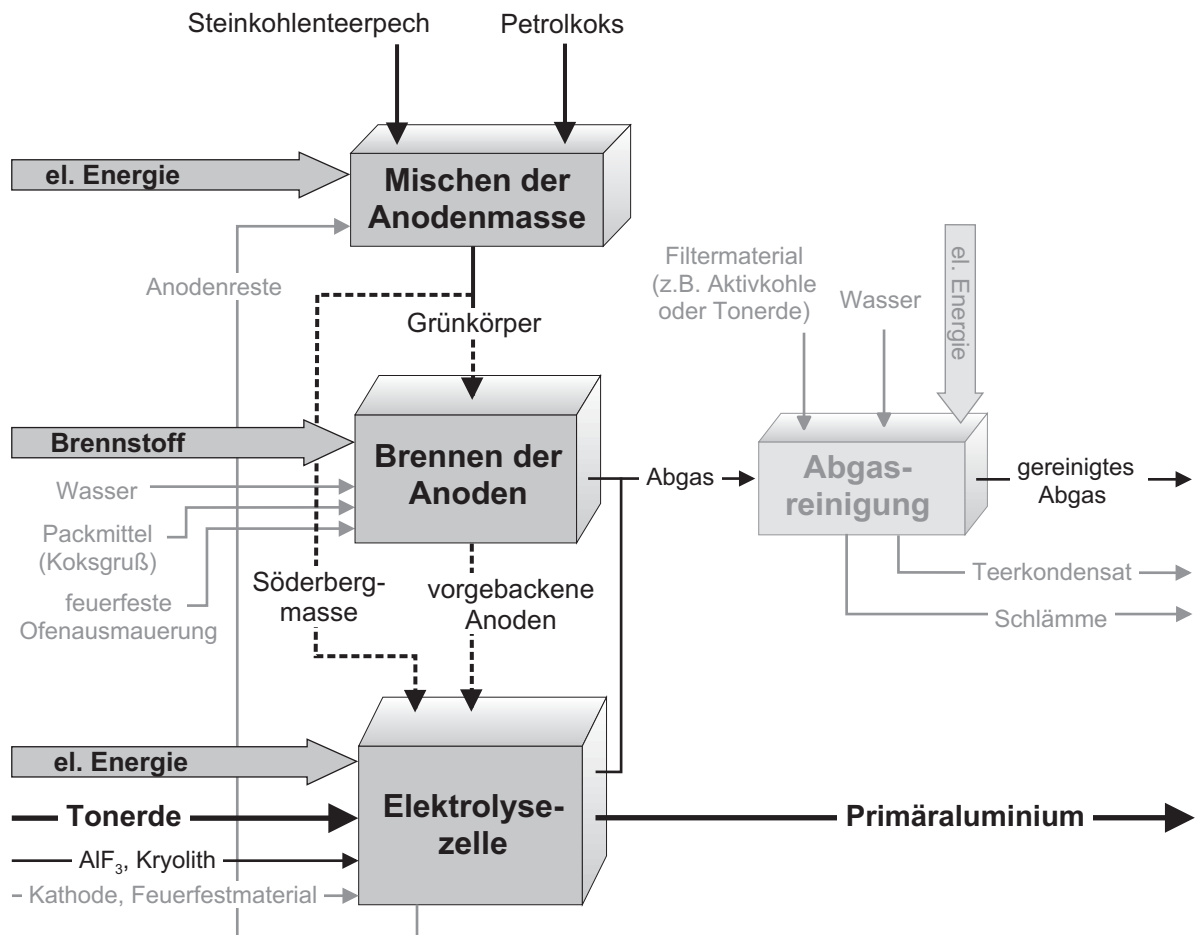 Steinkohlenteerpech
Petrolkoks
el. Energie
Mischen der
Anodenmasse
Anodenreste
Grünkörper
Filtermaterial
(z.B. Aktivkohle
oder Tonerde)
Wasser
el. Energie
Brennstoff
Brennen der
Anoden
Abgas
Abgas-
reinigung
gereinigtes
Abgas
Wasser
Packmittel
(Koksgruß)
feuerfeste
Ofenausmauerung
Söderberg-
masse
vorgebackene
Anoden
Teerkondensat
Schlämme
el. Energie
Tonerde
Elektrolyse-
zelle
Primäraluminium
AlF₃, Kryolith
Kathode, Feuerfestmaterial